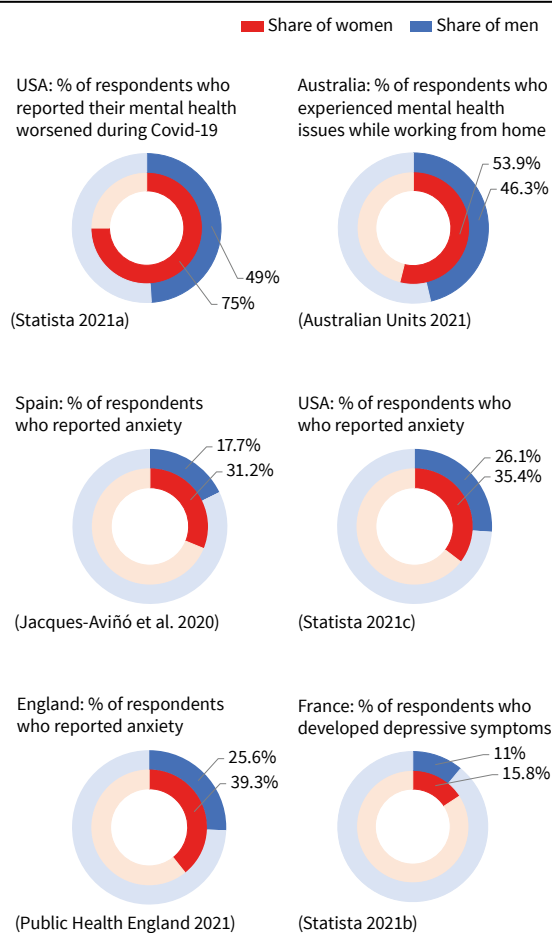 Share of women Share of men
USA: % of respondents who
reported their mental health
worsened during Covid-19
49%
75%
(Statista 2021a)
Australia: % of respondents who
experienced mental health
issues while working from home
53.9%
46.3%
(Australian Units 2021)
Spain: % of respondents
who reported anxiety
17.7%
31.2%
(Jacques-Aviñó et al. 2020)
USA: % of respondents who
who reported anxiety
26.1%
35.4%
(Statista 2021c)
England: % of respondents
who reported anxiety
25.6%
39.3%
(Public Health England 2021)
France: % of respondents who
developed depressive symptoms
11%
15.8%
(Statista 2021b)